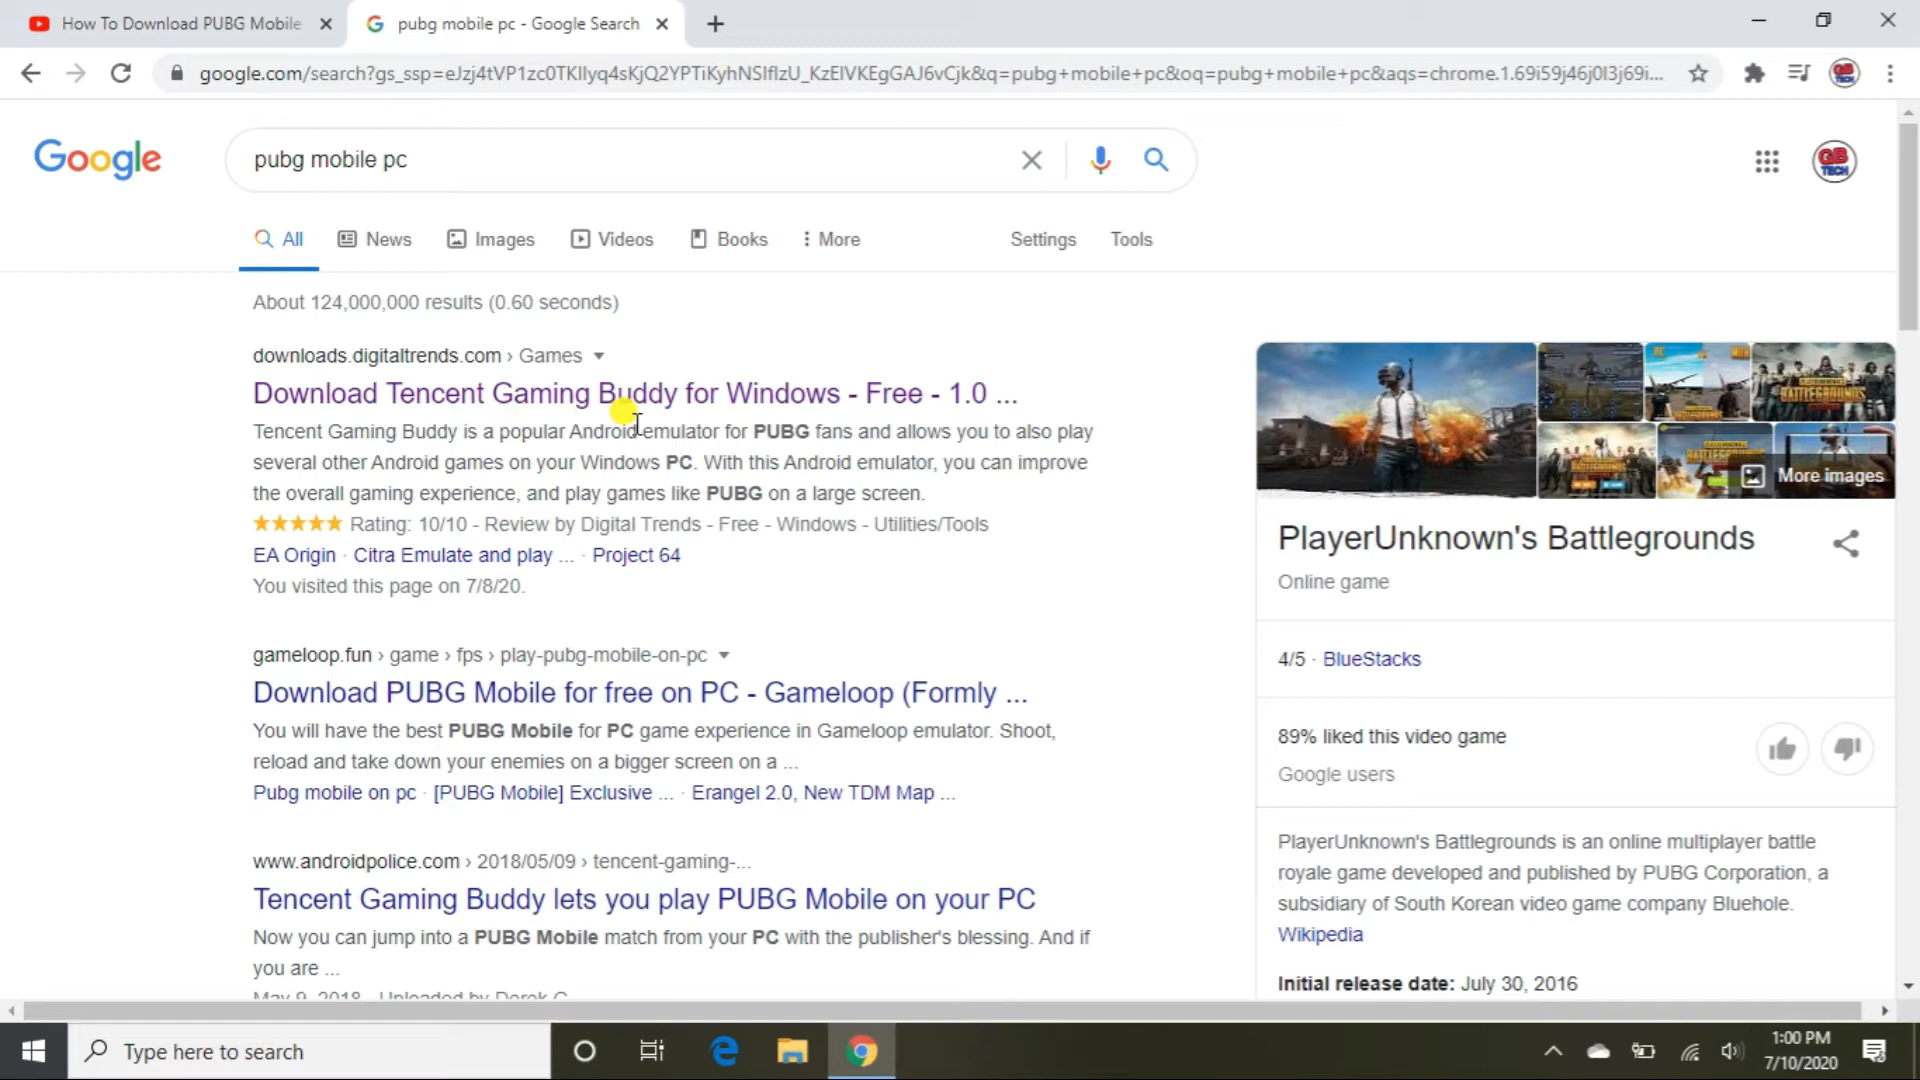 How To Download PUBG Mobile
pubg mobile pc - Google Search
google.com/search?gs_ssp=
q=pubg+mobile+pc&oq=pubg+mobile+pc&aqs=chrome.1.69i59j46j0l3j69i...
Google
pubg mobile pc
GB TECH
All News Images Videos Books More Settings Tools
About 124,000,000 results (0.60 seconds)
downloads.digitaltrends.com › Games
Download Tencent Gaming Buddy for Windows - Free - 1.0 ...
Tencent Gaming Buddy is a popular Android emulator for PUBG fans and allows you to also play
several other Android games on your Windows PC. With this Android emulator, you can improve
the overall gaming experience, and play games like PUBG on a large screen.
Rating: 10/10 - Review by Digital Trends - Free - Windows - Utilities/Tools
EA Origin · Citra Emulate and play ... · Project 64
You visited this page on 7/8/20.
gameloop.fun › game › fps › play-pubg-mobile-on-pc
Download PUBG Mobile for free on PC - Gameloop (Formly ...
You will have the best PUBG Mobile for PC game experience in Gameloop emulator. Shoot,
reload and take down your enemies on a bigger screen on a ...
Pubg mobile on pc · [PUBG Mobile] Exclusive ... · Erangel 2.0, New TDM Map ...
www.androidpolice.com › 2018/05/09 › tencent-gaming-...
Tencent Gaming Buddy lets you play PUBG Mobile on your PC
Now you can jump into a PUBG Mobile match from your PC with the publisher's blessing. And if
you are ...
May 9, 2018 - Uploaded by Derek G
More images
PlayerUnknown's Battlegrounds
Online game
4/5 · BlueStacks
89% liked this video game
Google users
PlayerUnknown's Battlegrounds is an online multiplayer battle
royale game developed and published by PUBG Corporation, a
subsidiary of South Korean video game company Bluehole.
Wikipedia
Initial release date: July 30, 2016
Type here to search
1:00 PM
7/10/2020